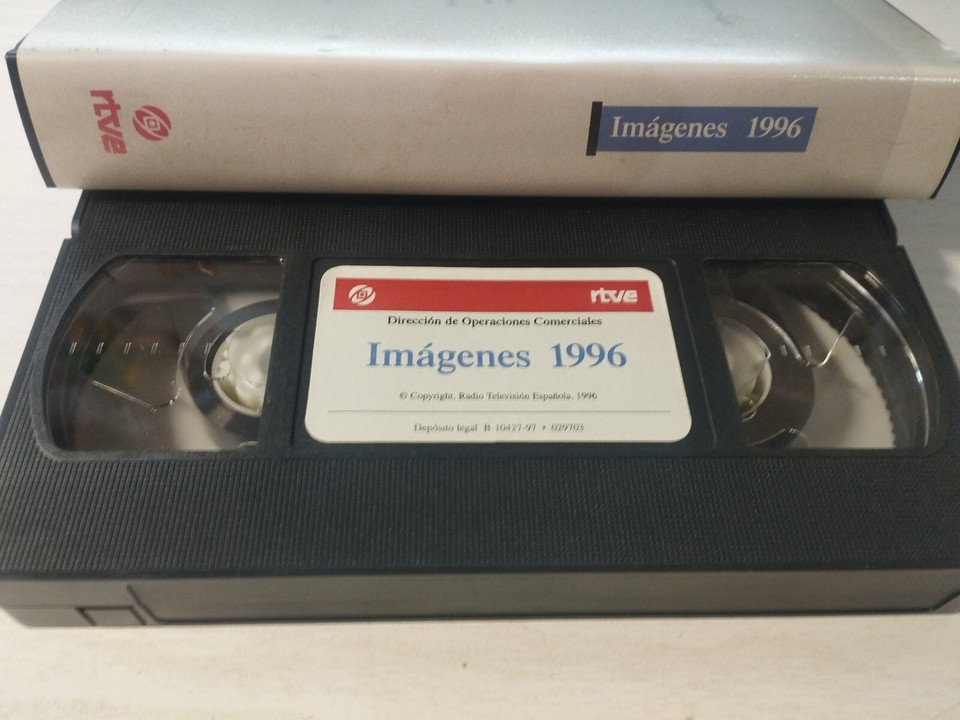 rtve
Imágenes 1996
rtve
Dirección de Operaciones Comerciales
Imágenes 1996
© Copyright, Radio Televisión Española, 1996
Depósito legal B-10427-97 • 029703